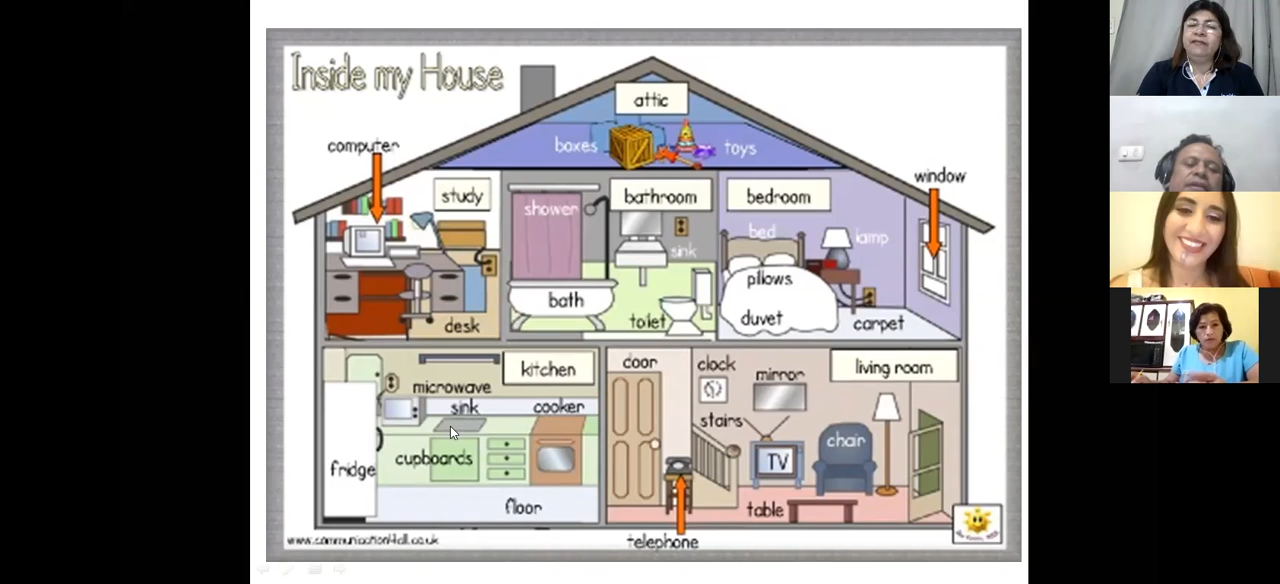 Inside my House
attic
boxes
toys
computer
window
study
bathroom
bedroom
shower
bed
lamp
sink
pillows
bath
toilet
duvet
carpet
desk
kitchen
door
clock
mirror
living room
microwave
sink
cooker
stairs
chair
cupboards
fridge
TV
floor
table
www.communication4all.co.uk
telephone